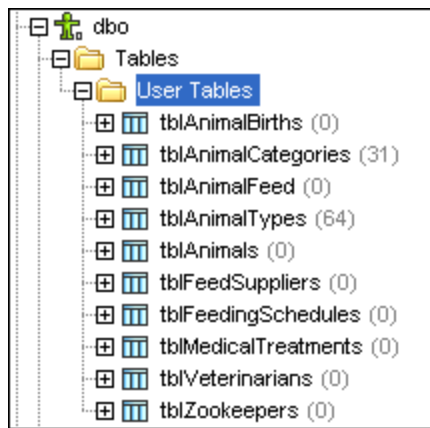 dbo
Tables
User Tables
tblAnimalBirths (0)
tblAnimalCategories (31)
tblAnimalFeed (0)
tblAnimalTypes (64)
tblAnimals (0)
tblFeedSuppliers (0)
tblFeedingSchedules (0)
tblMedicalTreatments (0)
tblVeterinarians (0)
tblZookeepers (0)